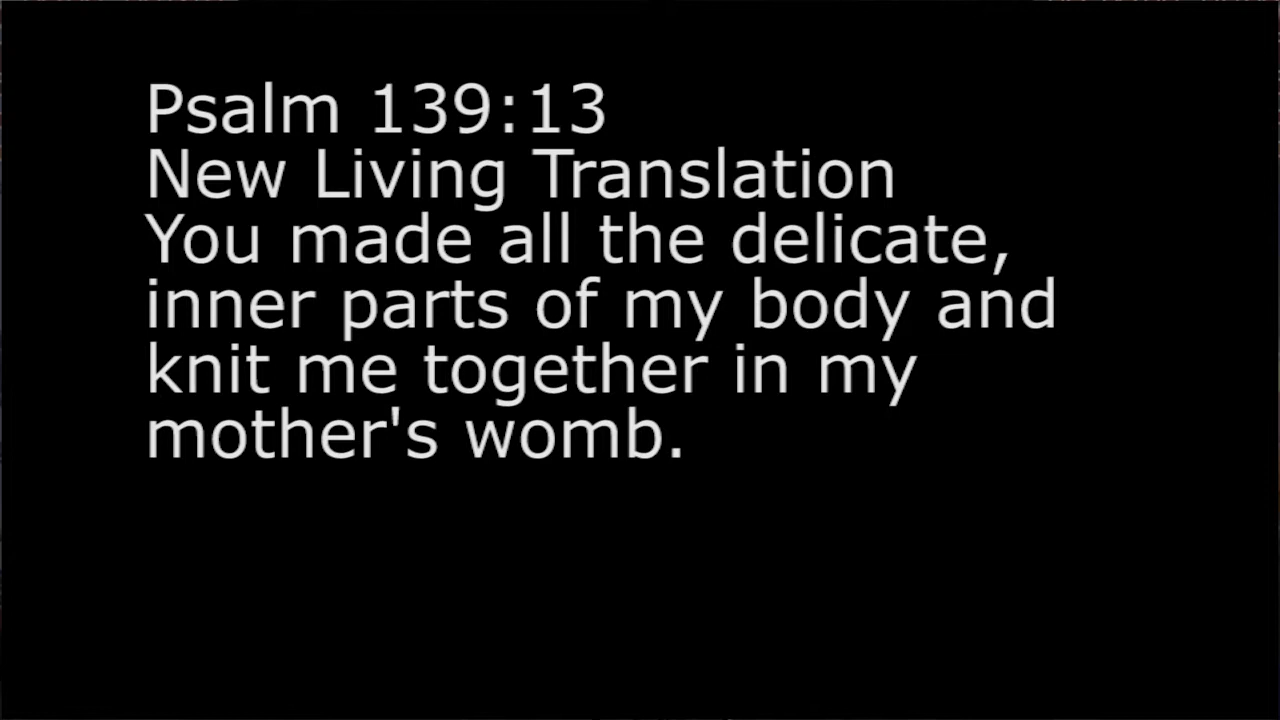 Psalm 139:13
New Living Translation
You made all the delicate,
inner parts of my body and
knit me together in my
mother's womb.